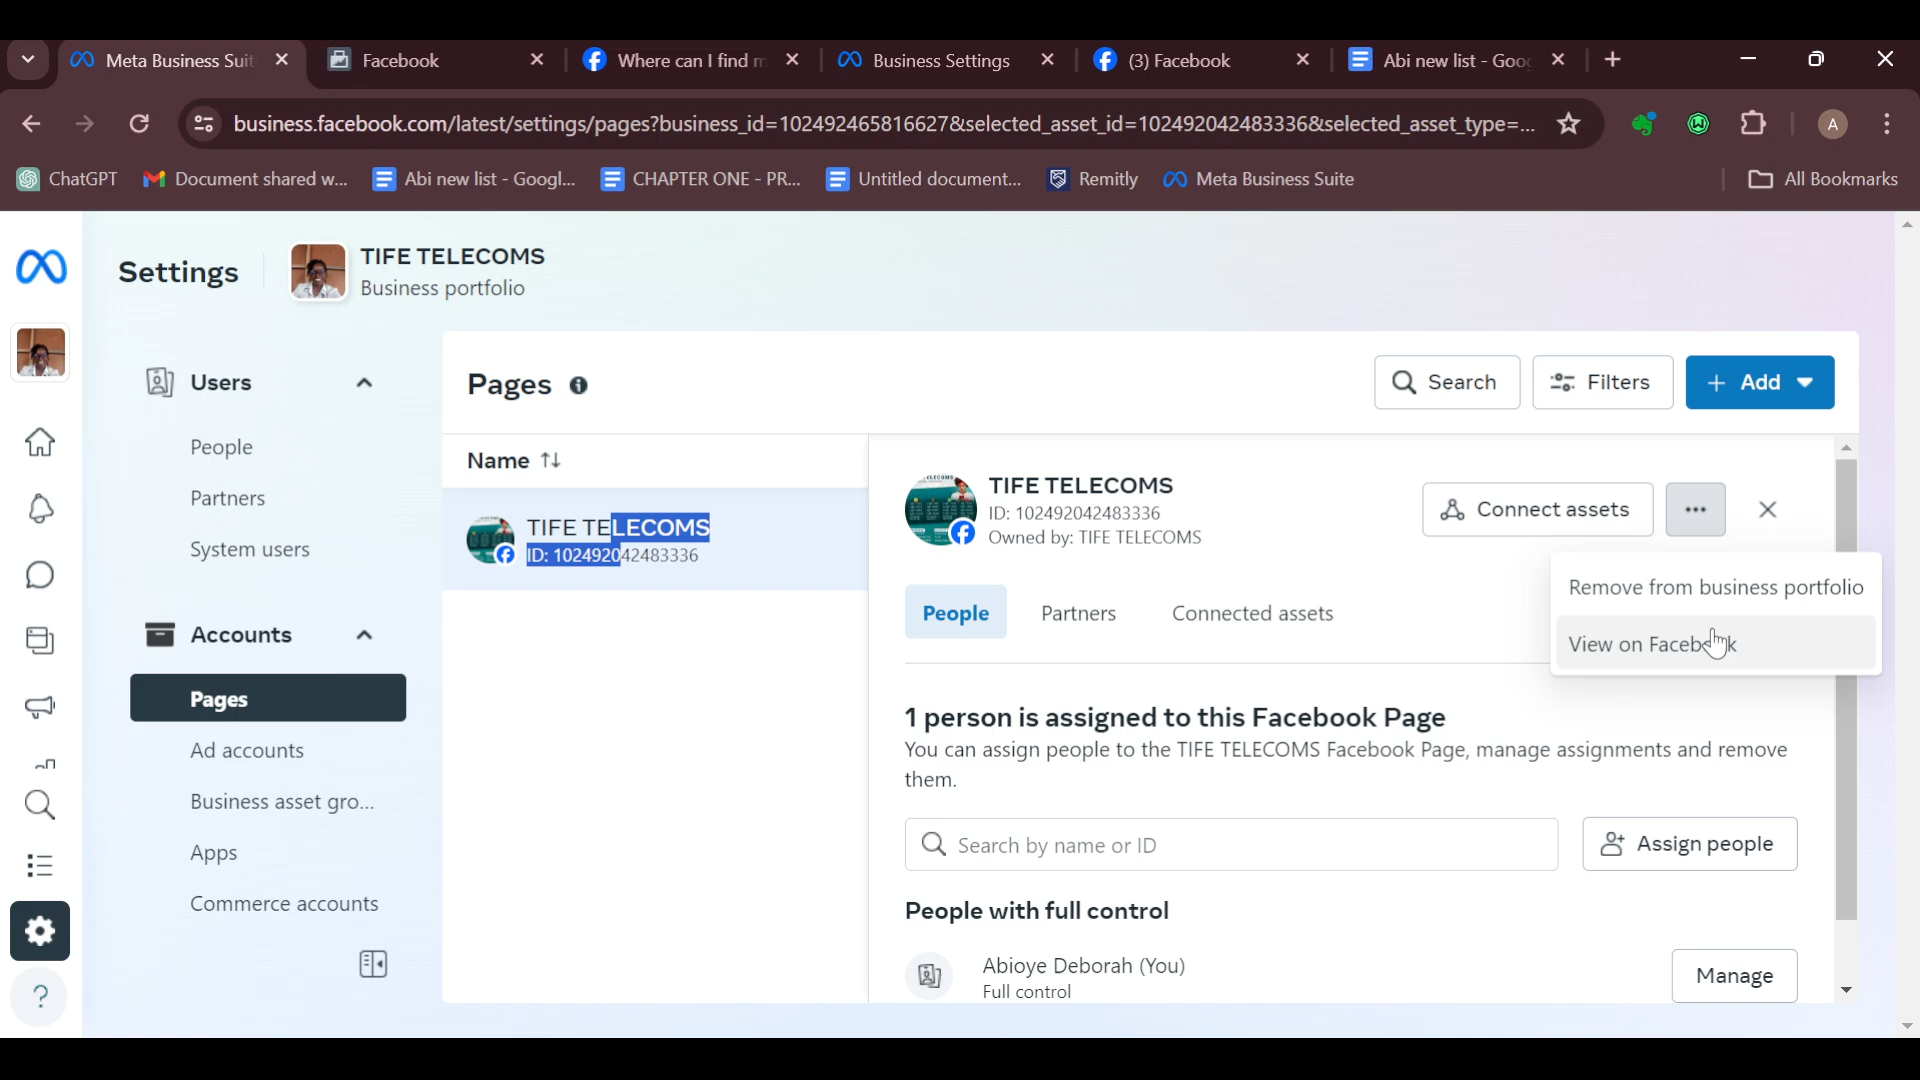 Meta Business Suit
Facebook
Where can I find m
Business Settings
(3) Facebook
Abi new list - Goo
business.facebook.com/latest/settings/pages?business_id=102492465816627&selected_asset_id=102492042483336&selected_asset_type=...
A
ChatGPT
Document shared w...
Abi new list - Googl...
CHAPTER ONE - PR...
Untitled document...
Remitly
Meta Business Suite
All Bookmarks
Settings
TIFE TELECOMS
Business portfolio
Users
People
Partners
System users
Accounts
Pages
Ad accounts
Business asset gro...
Apps
Commerce accounts
Pages
Search
Filters
+ Add
Name
TIFE TELECOMS
ID: 102492042483336
TIFE TELECOMS
ID: 102492042483336
Owned by: TIFE TELECOMS
Connect assets
Remove from business portfolio
View on Faceb k
People
Partners
Connected assets
1 person is assigned to this Facebook Page
You can assign people to the TIFE TELECOMS Facebook Page, manage assignments and remove
them.
Search by name or ID
Assign people
People with full control
Abioye Deborah (You)
Full control
Manage